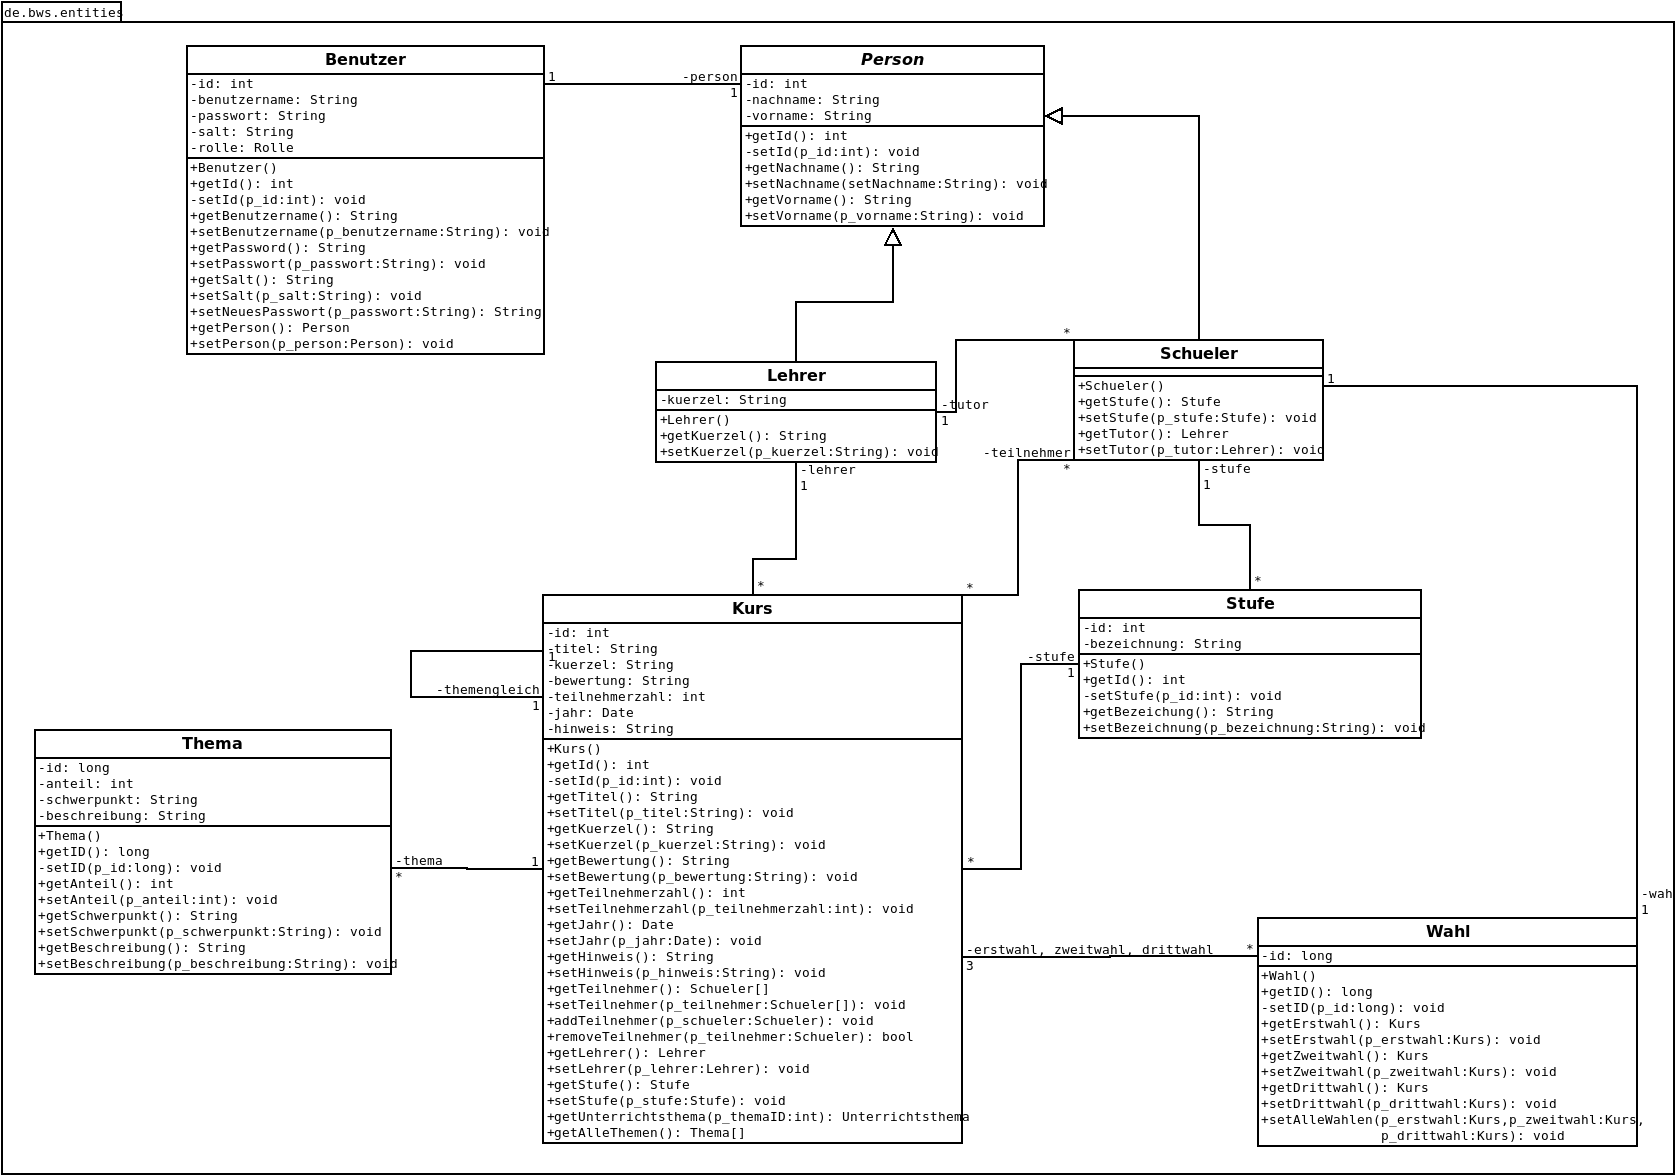 de.bws.entities
Benutzer
-id: int
-benutzername: String
-passwort: String
-salt: String
-rolle: Rolle
+Benutzer()
+getId(): int
-setId(p_id:int): void
+getBenutzername(): String
+setBenutzername(p_benutzername:String): void
+getPassword(): String
+setPasswort(p_passwort:String): void
+getSalt(): String
+setSalt(p_salt:String): void
+setNeuesPasswort(p_passwort:String): String
+getPerson(): Person
+setPerson(p_person:Person): void
1
-person
1
Person
-id: int
-nachname: String
-vorname: String
+getId(): int
-setId(p_id:int): void
+getNachname(): String
+setNachname(setNachname:String): void
+getVorname(): String
+setVorname(p_vorname:String): void
Lehrer
-kuerzel: String
+Lehrer()
+getKuerzel(): String
+setKuerzel(p_kuerzel:String): void
*
-tutor
1
Schueler
+Schueler()
+getStufe(): Stufe
+setStufe(p_stufe:Stufe): void
+getTutor(): Lehrer
+setTutor(p_tutor:Lehrer): void
1
-teilnehmer
*
-lehrer
1
-stufe
1
*
*
*
Kurs
-id: int
-titel: String
-kuerzel: String
-bewertung: String
-teilnehmerzahl: int
-jahr: Date
-hinweis: String
+Kurs()
+getId(): int
-setId(p_id:int): void
+getTitel(): String
+setTitel(p_titel:String): void
+getKuerzel(): String
+setKuerzel(p_kuerzel:String): void
+getBewertung(): String
+setBewertung(p_bewertung:String): void
+getTeilnehmerzahl(): int
+setTeilnehmerzahl(p_teilnehmerzahl:int): void
+getJahr(): Date
+setJahr(p_jahr:Date): void
+getHinweis(): String
+setHinweis(p_hinweis:String): void
+getTeilnehmer(): Schueler[]
+setTeilnehmer(p_teilnehmer:Schueler[]): void
+addTeilnehmer(p_schueler:Schueler): void
+removeTeilnehmer(p_teilnehmer:Schueler): bool
+getLehrer(): Lehrer
+setLehrer(p_lehrer:Lehrer): void
+getStufe(): Stufe
+setStufe(p_stufe:Stufe): void
+getUnterrichtsthema(p_themaID:int): Unterrichtsthema
+getAlleThemen(): Thema[]
1
-themengleich
1
Stufe
-id: int
-bezeichnung: String
+Stufe()
+getId(): int
-setStufe(p_id:int): void
+getBezeichung(): String
+setBezeichnung(p_bezeichnung:String): void
-stufe
1
*
Thema
-id: long
-anteil: int
-schwerpunkt: String
-beschreibung: String
+Thema()
+getID(): long
-setID(p_id:long): void
+getAnteil(): int
+setAnteil(p_anteil:int): void
+getSchwerpunkt(): String
+setSchwerpunkt(p_schwerpunkt:String): void
+getBeschreibung(): String
+setBeschreibung(p_beschreibung:String): void
-thema
*
1
-erstwahl, zweitwahl, drittwahl
3
*
-wah
1
Wahl
-id: long
+Wahl()
+getID(): long
-setID(p_id:long): void
+getErstwahl(): Kurs
+setErstwahl(p_erstwahl:Kurs): void
+getZweitwahl(): Kurs
+setZweitwahl(p_zweitwahl:Kurs): void
+getDrittwahl(): Kurs
+setDrittwahl(p_drittwahl:Kurs): void
+setAlleWahlen(p_erstwahl:Kurs,p_zweitwahl:Kurs,
p_drittwahl:Kurs): void